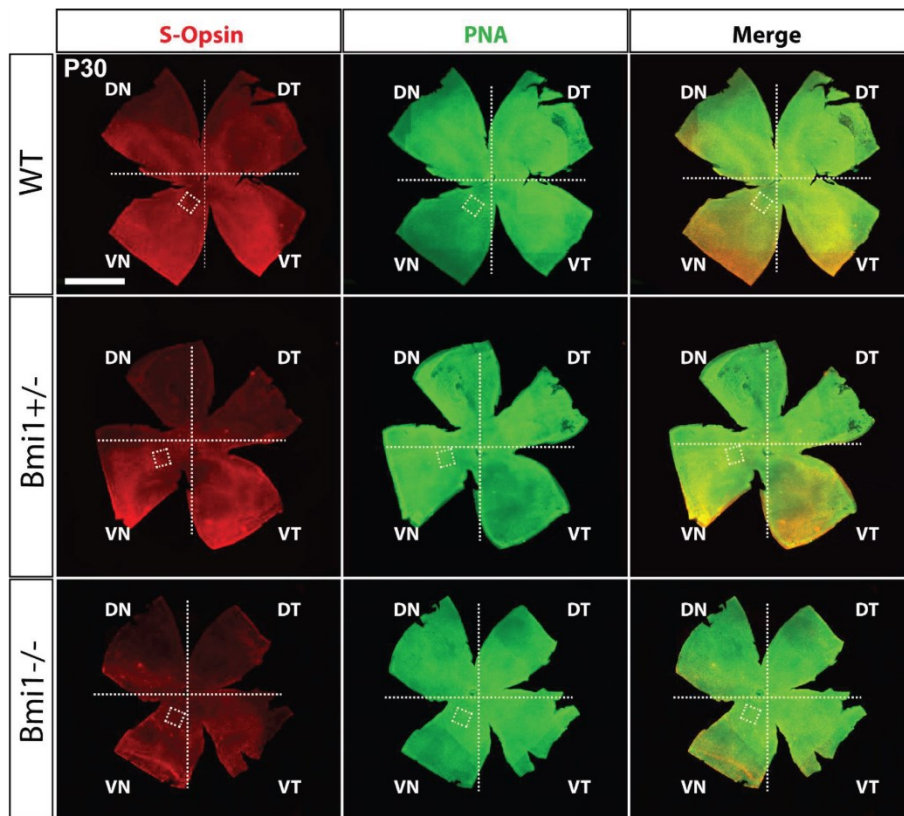 S-Opsin PNA Merge
WT
P30
DN DT
VN VT
DN DT
VN VT
DN DT
VN VT
Bmi1+/-
DN DT
VN VT
DN DT
VN VT
DN DT
VN VT
Bmi1-/-
DN DT
VN VT
DN DT
VN VT
DN DT
VN VT